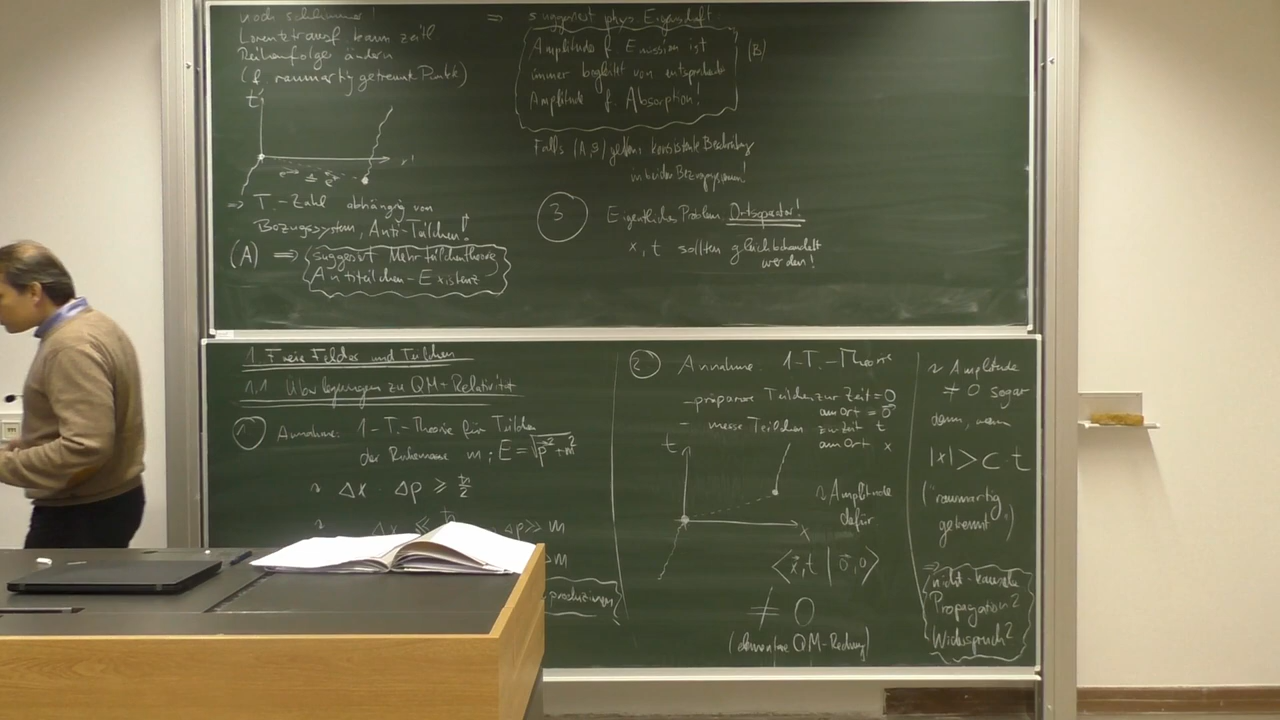 noch schlimmer!
Lorentztransf. kann zeitl
Reihenfolge ändern
(f. raumartig getrennte Punkte)
t'
x'
⇒ T.-Zahl abhängig von
Bezugssystem, Anti-Teilchen!
(A) ⇒ suggeriert Mehrteilchentheorie
Antiteilchen-Existenz
⇒ suggeriert phys. Eigenschaft:
Amplitude f. Emission ist
immer begleitet von entsprechender
Amplitude f. Absorption!
(B)
Falls (A,B) gelten konsistente Beschreibung
in beiden Bezugssystemen!
3 Eigentliches Problem Ortsoperator!
x, t sollten gleichbehandelt
werden!
1. Freie Felder und Teilchen
1.1 Überlegungen zu QM + Relativität
1 Annahme: 1-T.-Theorie für Teilchen
der Ruhemasse m; E = √(p⃗² + m²)
Δx · Δp ⩾ ħ/2
Δx ≪
Δp ≫ m
m
produzieren
2 Annahme: 1-T.-Theorie
- präpariere Teilchen zur Zeit = 0
am Ort = 0⃗
- messe Teilchen zu Zeit t
am Ort x
t
x
Amplitude
dafür
⟨x⃗,t | 0⃗,0⟩
≠ 0
(elementare QM-Rechnung)
Amplitude
≠ 0 sogar
dann, wenn
|x| > c·t
("raumartig
getrennt")
⇒ nicht-kausale
Propagation?
Widerspruch?